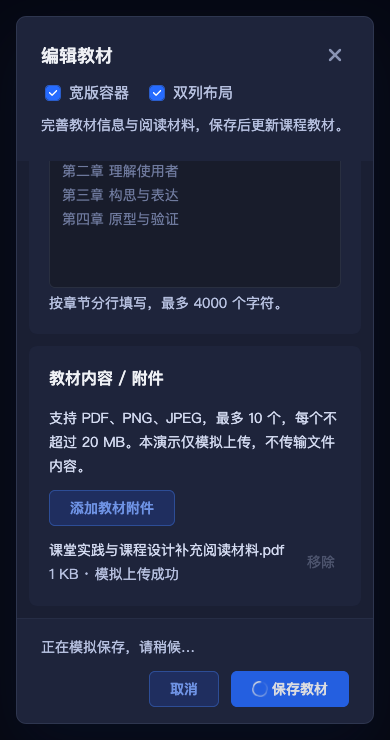 编辑教材
宽版容器 双列布局
完善教材信息与阅读材料，保存后更新课程教材。
第二章 理解使用者
第三章 构思与表达
第四章 原型与验证
按章节分行填写，最多 4000 个字符。
教材内容 / 附件
支持 PDF、PNG、JPEG，最多 10 个，每个不
超过 20 MB。本演示仅模拟上传，不传输文件
内容。
添加教材附件
课堂实践与课程设计补充阅读材料.pdf
移除
1 KB · 模拟上传成功
正在模拟保存，请稍候…
取消 保存教材